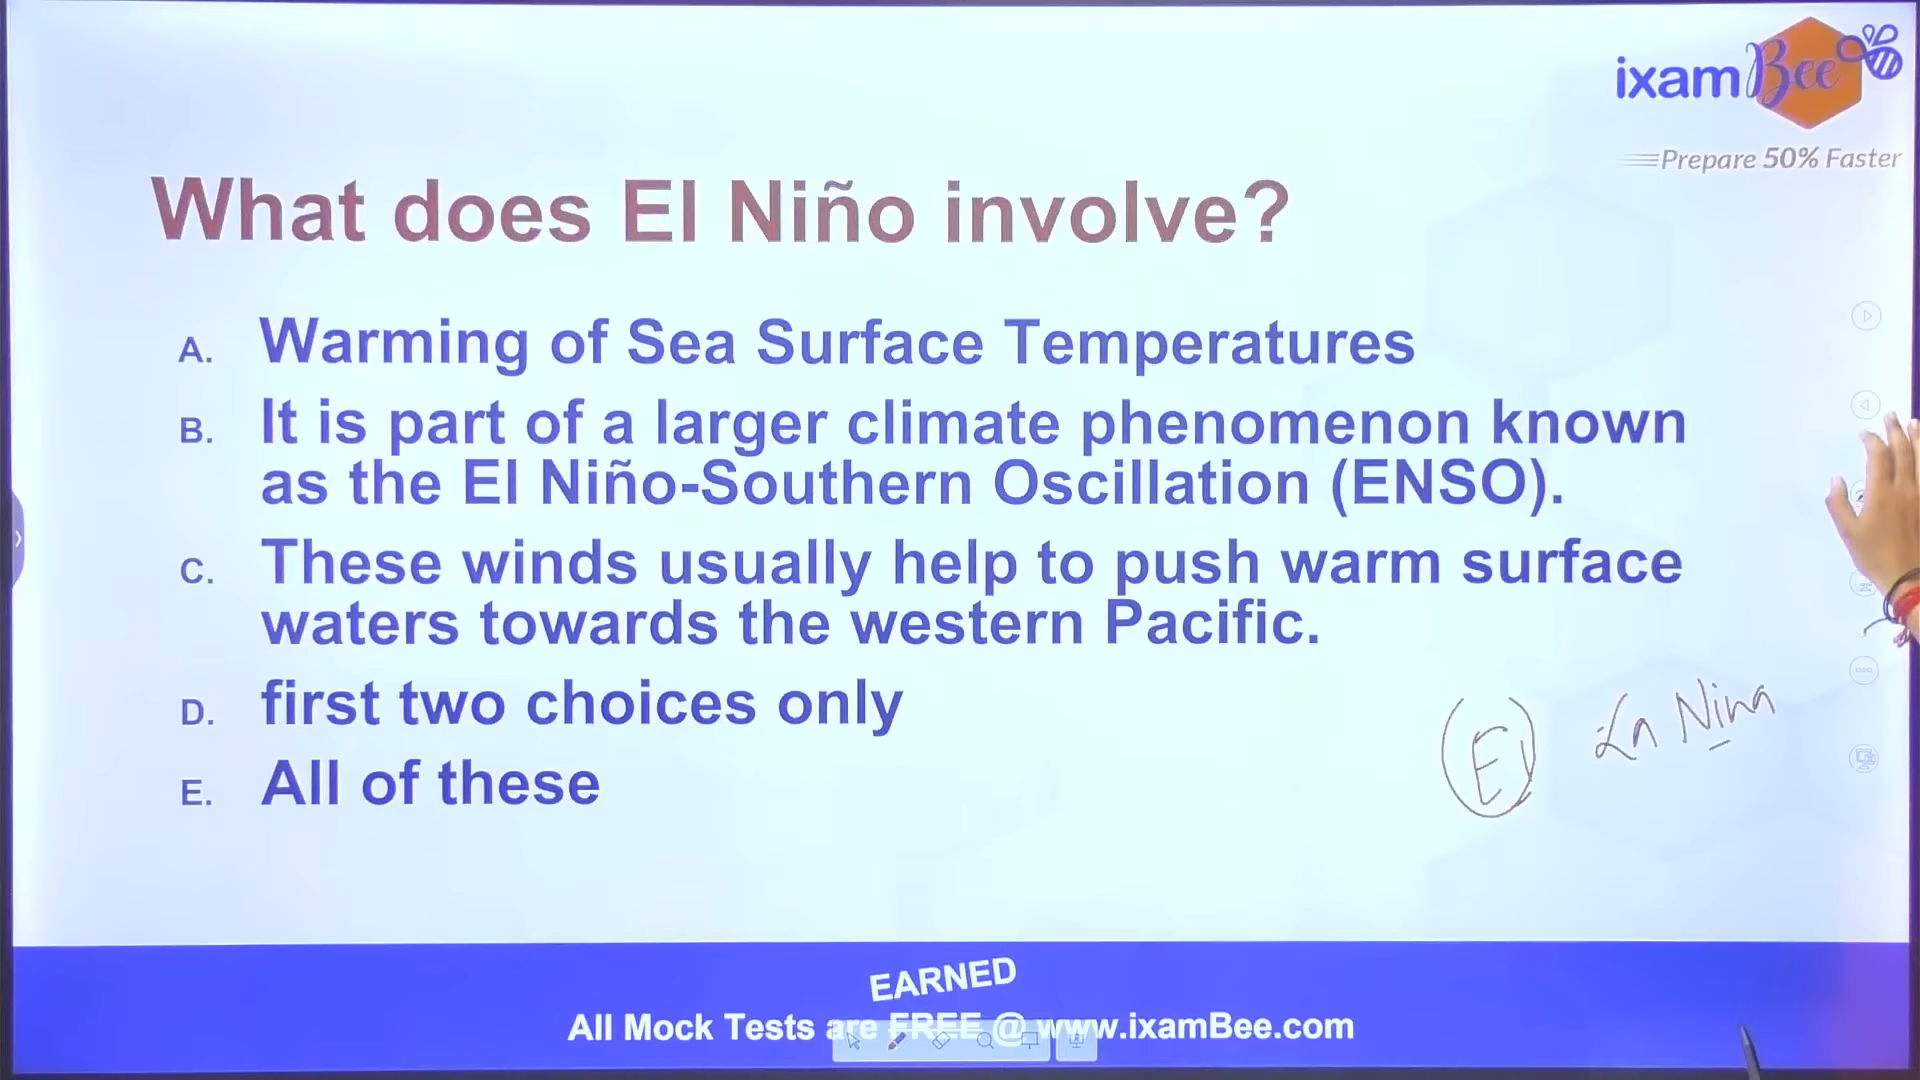 ixamBee
Prepare 50% Faster
What does El Niño involve?
A. Warming of Sea Surface Temperatures
B. It is part of a larger climate phenomenon known
as the El Niño-Southern Oscillation (ENSO).
C. These winds usually help to push warm surface
waters towards the western Pacific.
D. first two choices only
E. All of these
El La Nina
EARNED
All Mock Tests are FREE @ www.ixamBee.com